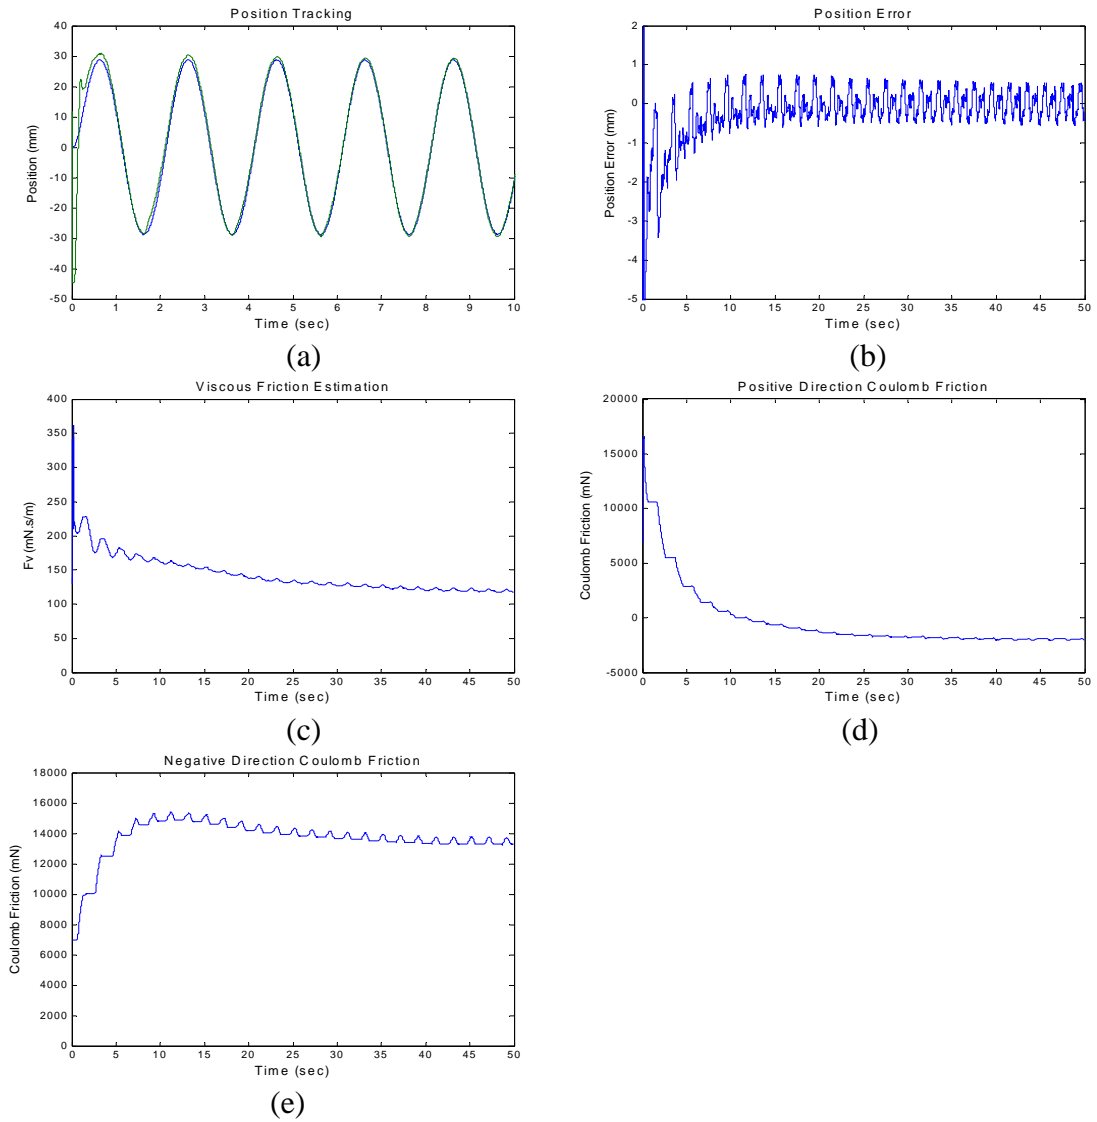 Position Tracking
40
30
20
10
0
-10
-20
-30
-40
-50
Position (mm)
0 1 2 3 4 5 6 7 8 9 10
Time (sec)
(a)
Position Error
2
1
0
-1
-2
-3
-4
-5
Position Error (mm)
0 5 10 15 20 25 30 35 40 45 50
Time (sec)
(b)
Viscous Friction Estimation
400
350
300
250
200
150
100
50
0
Fv (mN.s/m)
0 5 10 15 20 25 30 35 40 45 50
Time (sec)
(c)
Positive Direction Coulomb Friction
20000
15000
10000
5000
0
-5000
Coulomb Friction (mN)
0 5 10 15 20 25 30 35 40 45 50
Time (sec)
(d)
Negative Direction Coulomb Friction
18000
16000
14000
12000
10000
8000
6000
4000
2000
0
Coulomb Friction (mN)
0 5 10 15 20 25 30 35 40 45 50
Time (sec)
(e)